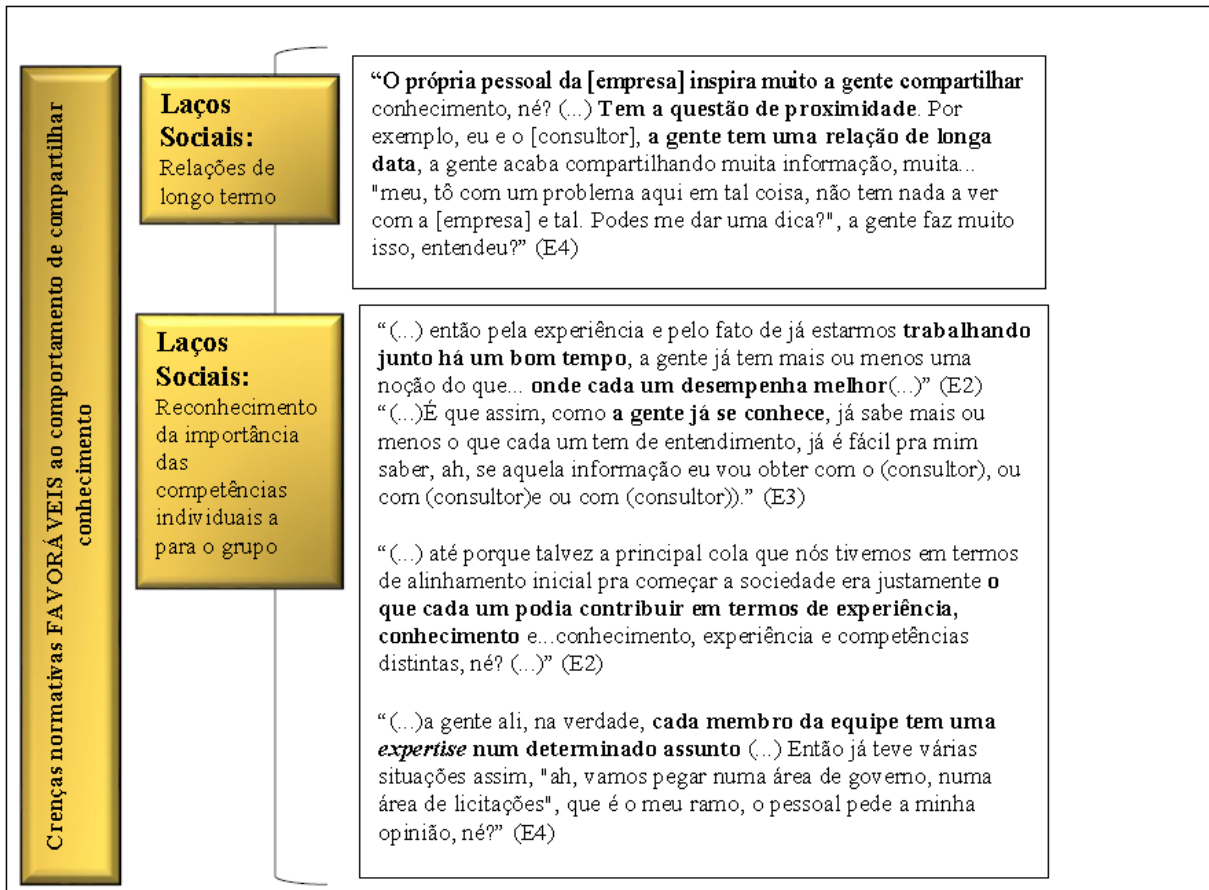 Crenças normativas FAVORÁVEIS ao comportamento de compartilhar
conhecimento
Laços
Sociais:
Relações de
longo termo
“O própria pessoal da [empresa] inspira muito a gente compartilhar
conhecimento, né? (...) Tem a questão de proximidade. Por
exemplo, eu e o [consultor], a gente tem uma relação de longa
data, a gente acaba compartilhando muita informação, muita...
"meu, tô com um problema aqui em tal coisa, não tem nada a ver
com a [empresa] e tal. Podes me dar uma dica?", a gente faz muito
isso, entendeu?” (E4)
Laços
Sociais:
Reconhecimento
da importância
das
competências
individuais a
para o grupo
“(...) então pela experiência e pelo fato de já estarmos trabalhando
junto há um bom tempo, a gente já tem mais ou menos uma
noção do que... onde cada um desempenha melhor(...)” (E2)
“(...)É que assim, como a gente já se conhece, já sabe mais ou
menos o que cada um tem de entendimento, já é fácil pra mim
saber, ah, se aquela informação eu vou obter com o (consultor), ou
com (consultor)e ou com (consultor)).” (E3)
“(...) até porque talvez a principal cola que nós tivemos em termos
de alinhamento inicial pra começar a sociedade era justamente o
que cada um podia contribuir em termos de experiência,
conhecimento e...conhecimento, experiência e competências
distintas, né? (...)” (E2)
“(...)a gente ali, na verdade, cada membro da equipe tem uma
expertise num determinado assunto (...) Então já teve várias
situações assim, "ah, vamos pegar numa área de governo, numa
área de licitações", que é o meu ramo, o pessoal pede a minha
opinião, né?” (E4)